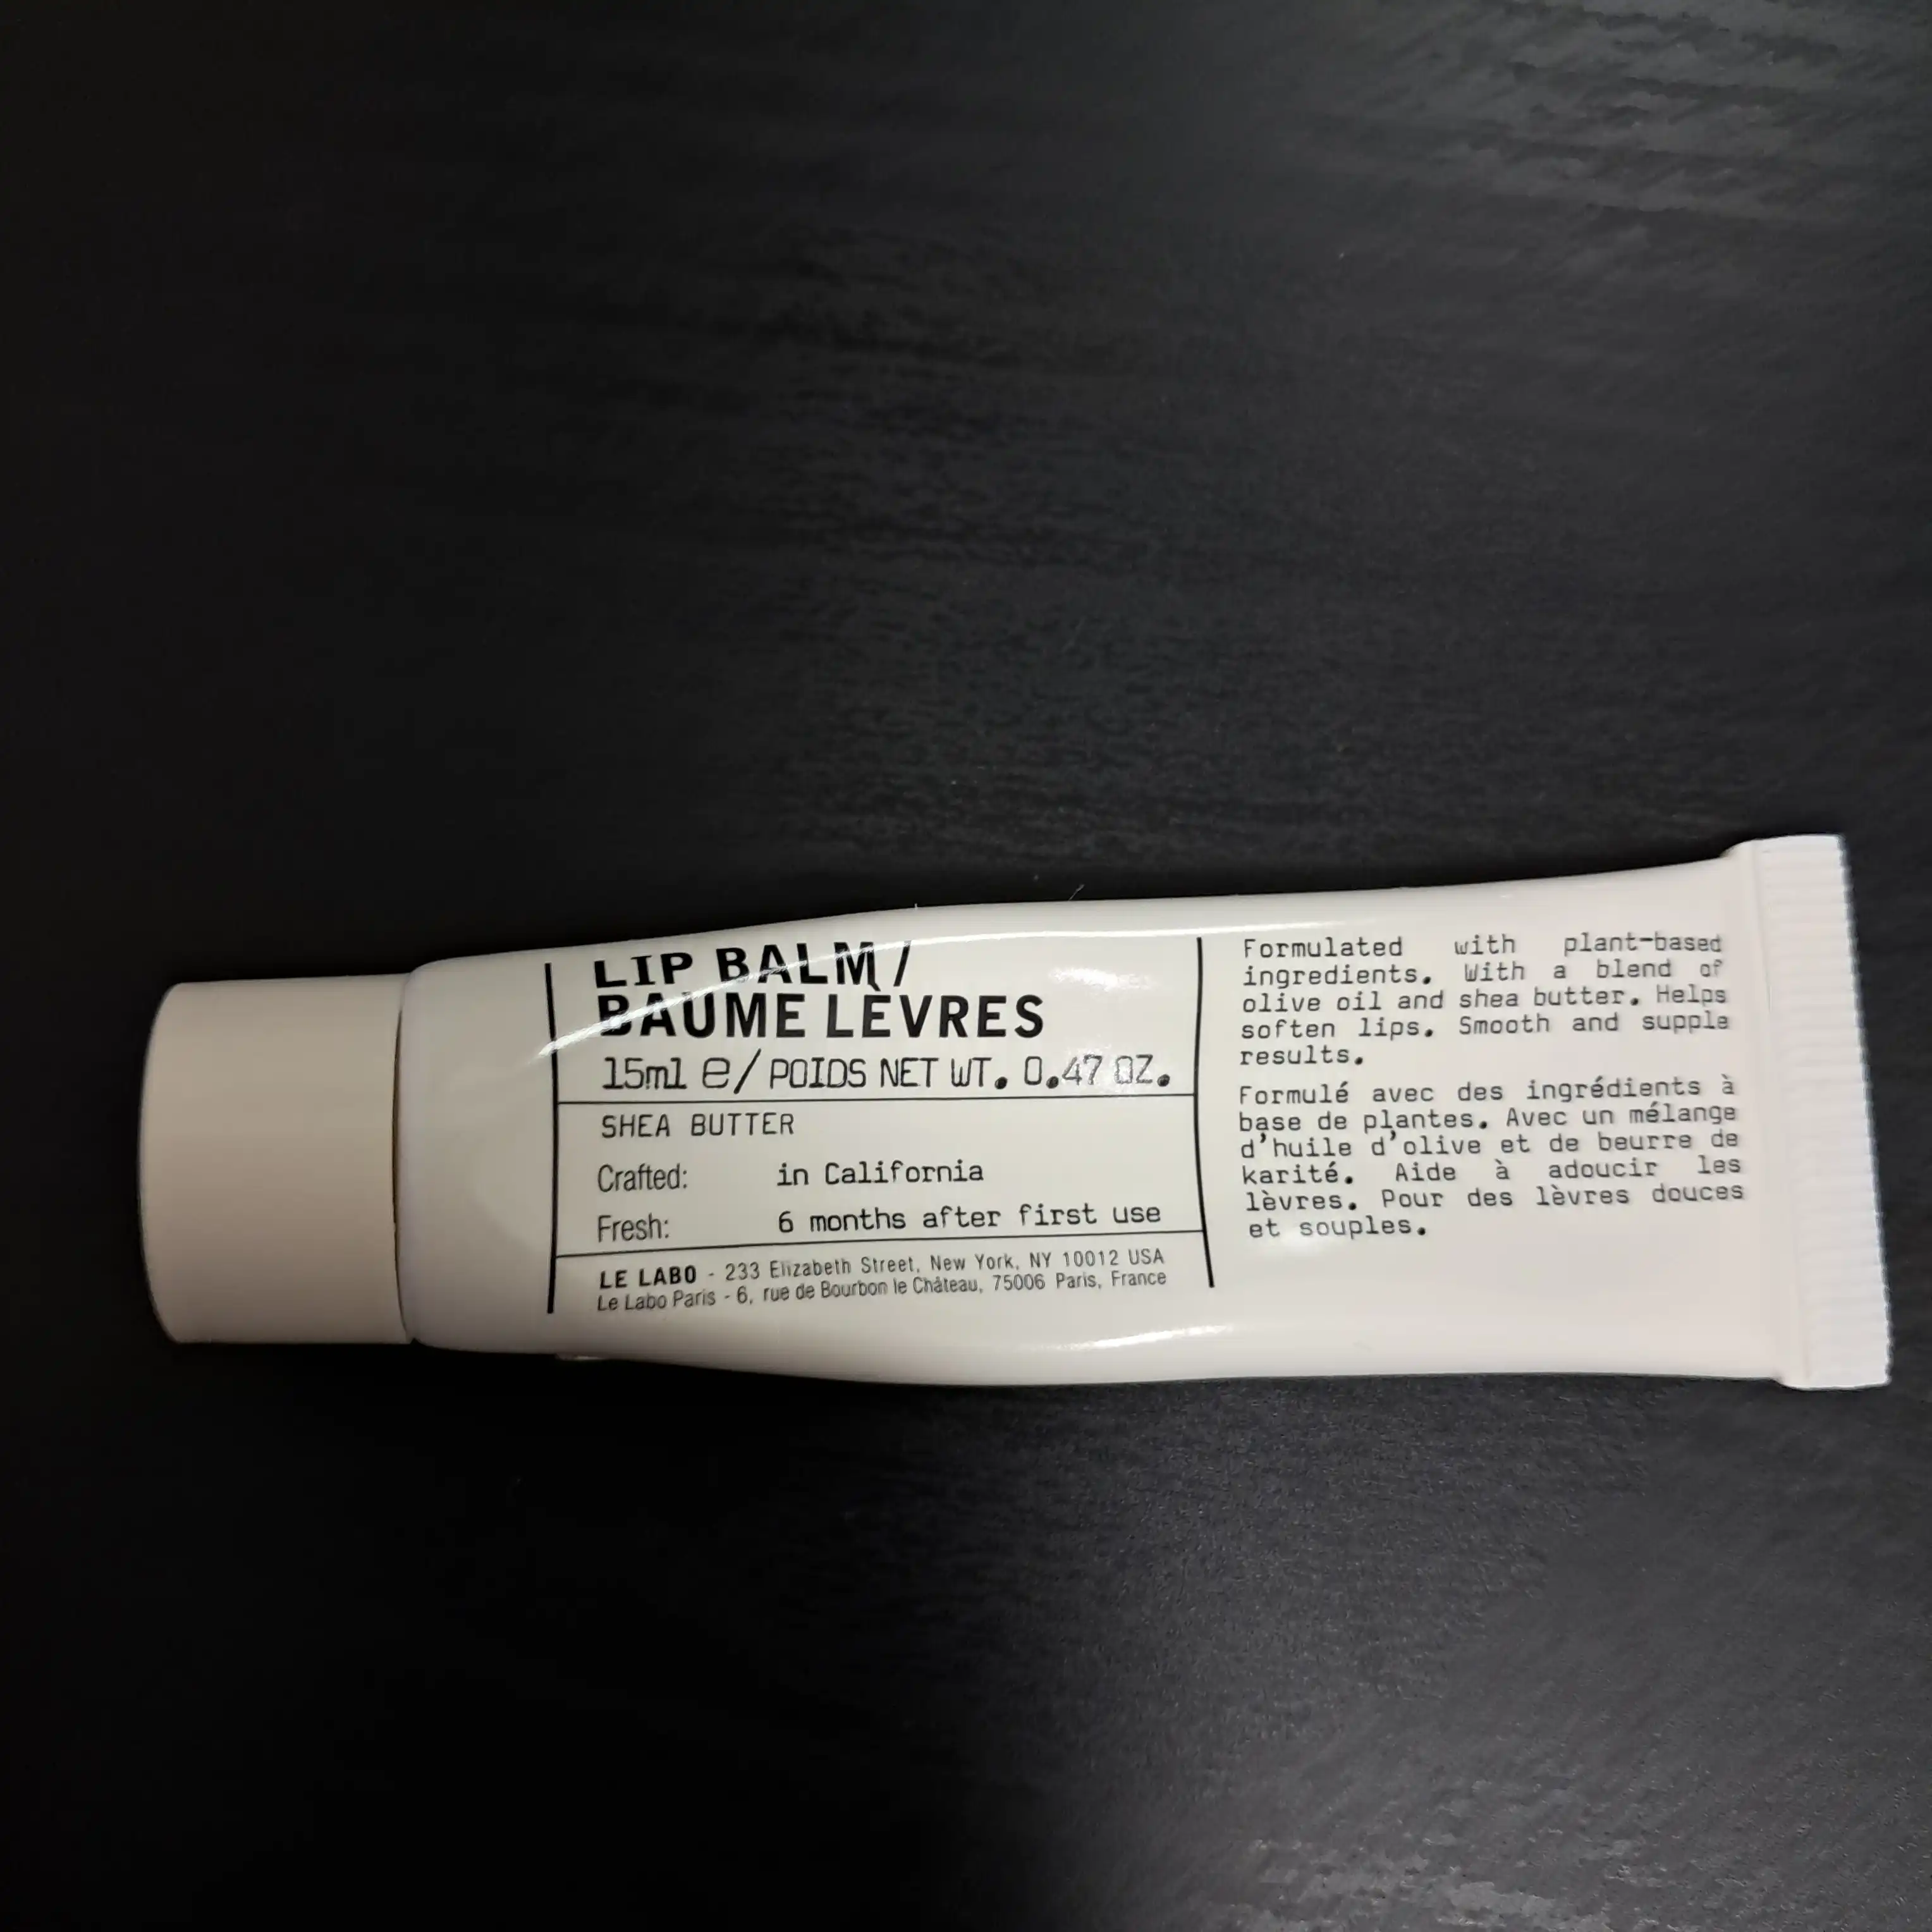 LIP BALM /
BAUME LÈVRES
15ml e/ POIDS NET WT. 0.47 OZ.
SHEA BUTTER
Crafted: in California
Fresh: 6 months after first use
LE LABO - 233 Elizabeth Street, New York, NY 10012 USA
Le Labo Paris - 6, rue de Bourbon le Château, 75006 Paris, France
Formulated with plant-based
ingredients. With a blend of
olive oil and shea butter. Helps
soften lips. Smooth and supple
results.
Formulé avec des ingrédients à
base de plantes. Avec un mélange
d'huile d'olive et de beurre de
karité. Aide à adoucir les
lèvres. Pour des lèvres douces
et souples.